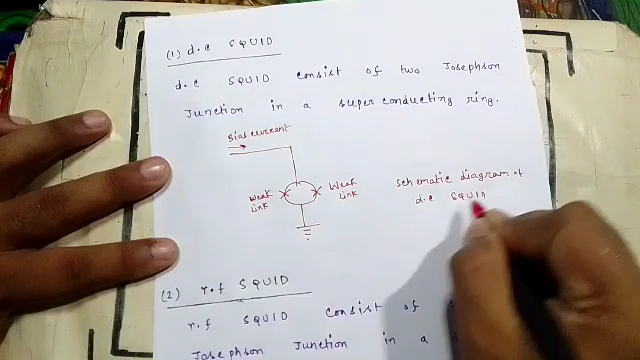 (1) d.c SQUID
d.c SQUID consist of two Josephson
Junction in a superconducting ring.
Bias current
Weak Link
Weak Link
Schematic diagram of
d.c SQUID
(2) r.f SQUID
r.f SQUID consist of
Josephson Junction in a